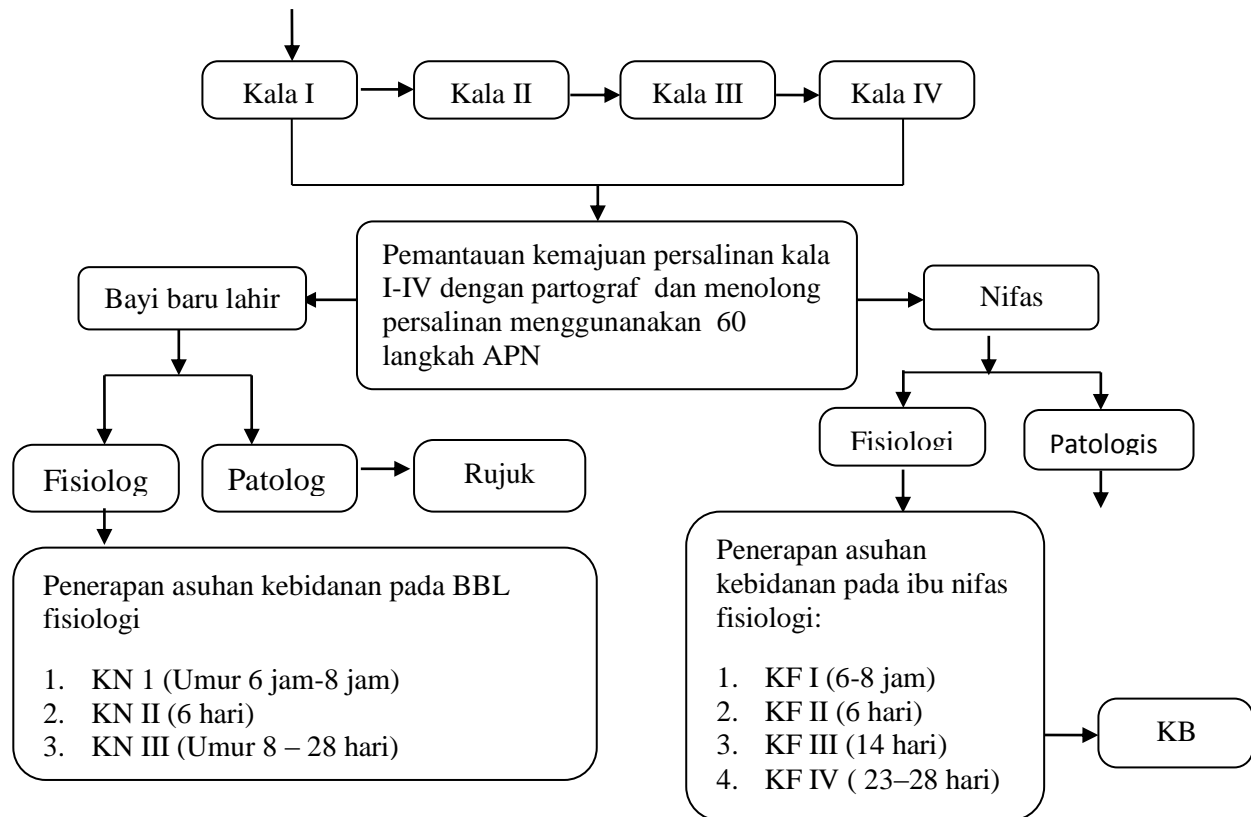 Kala I
Kala II
Kala III
Kala IV
Pemantauan kemajuan persalinan kala
I-IV dengan partograf dan menolong
persalinan menggunanakan 60
langkah APN
Bayi baru lahir
Nifas
Fisiolog
Patolog
Rujuk
Fisiologi
Patologis
Penerapan asuhan kebidanan pada BBL
fisiologi
1. KN 1 (Umur 6 jam-8 jam)
2. KN II (6 hari)
3. KN III (Umur 8 – 28 hari)
Penerapan asuhan
kebidanan pada ibu nifas
fisiologi:
1. KF I (6-8 jam)
2. KF II (6 hari)
3. KF III (14 hari)
4. KF IV ( 23–28 hari)
KB